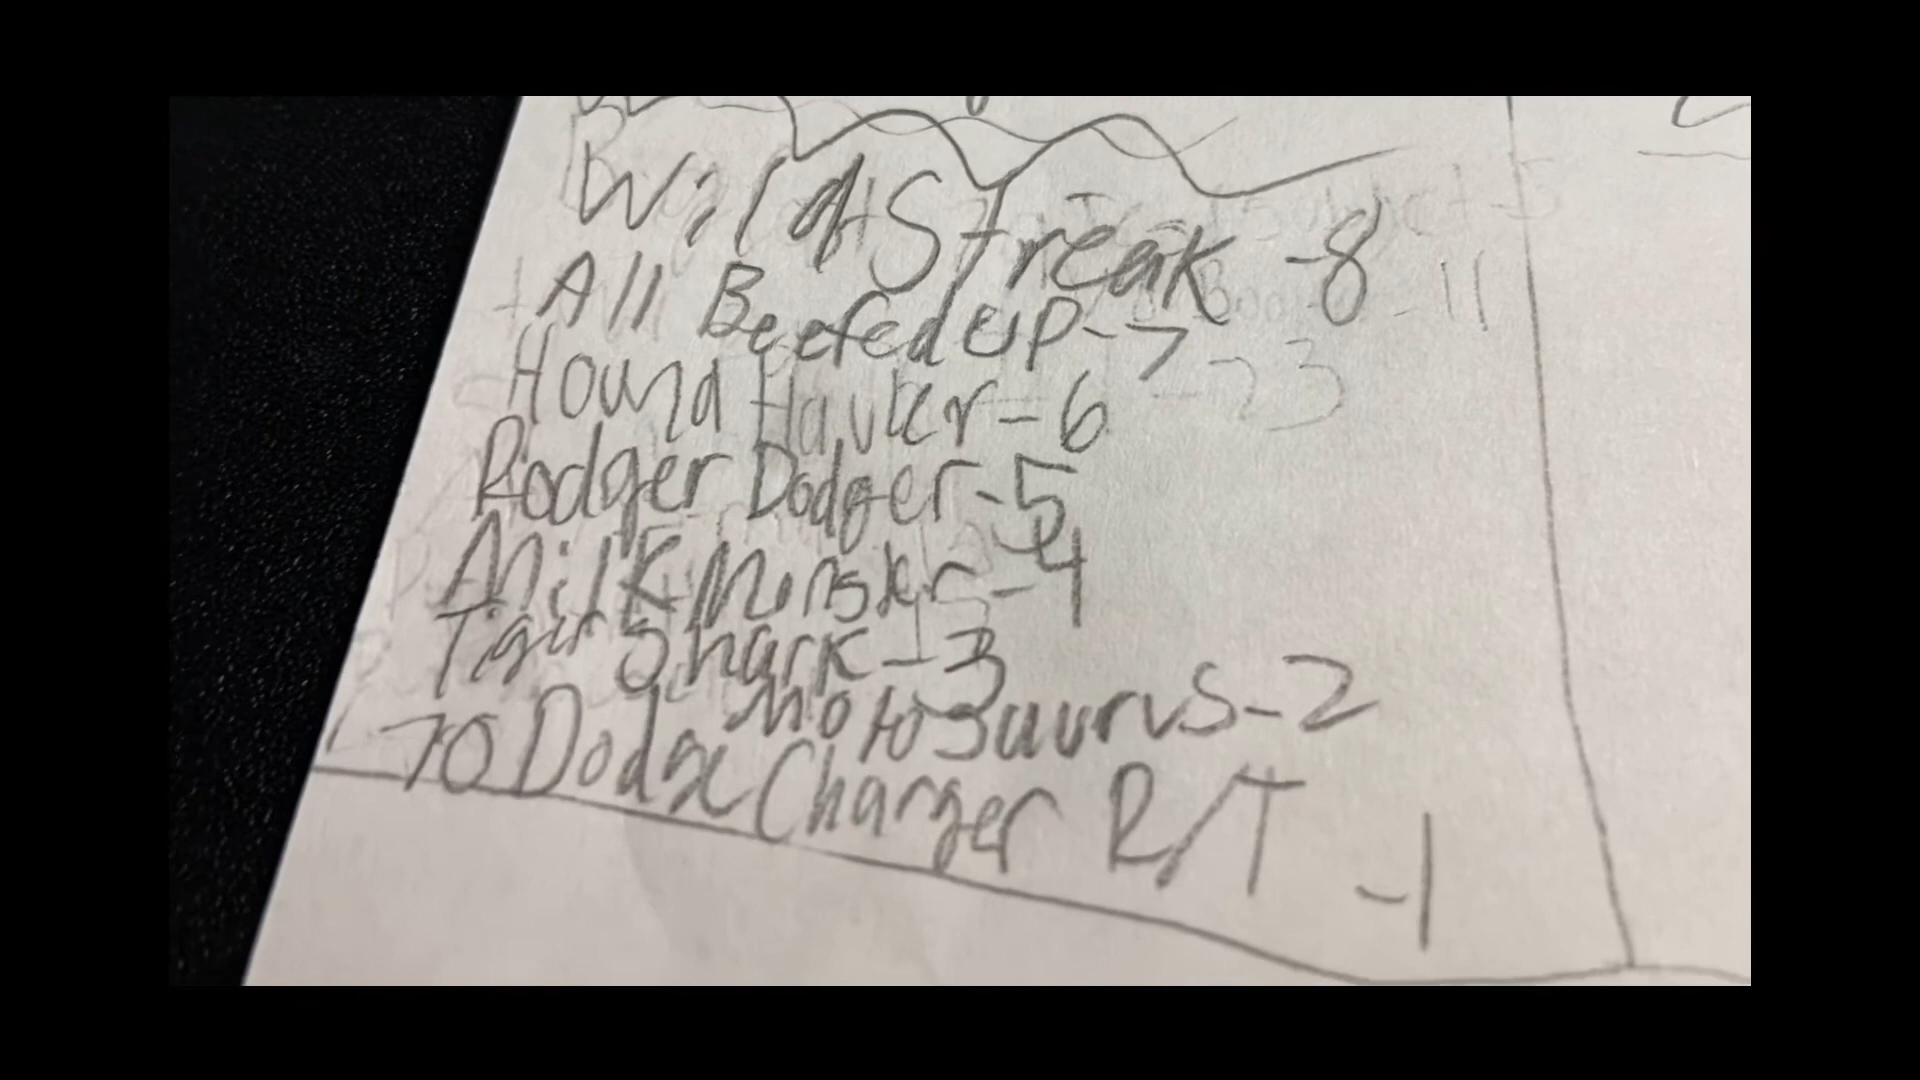 Wild Streak -8
All Beefed Up-7
Hound Hauler-6
Rodger Dodger-5
Milk Monster-4
Tiger Shark-3
Motosaurus-2
70 Dodge Charger R/T -1